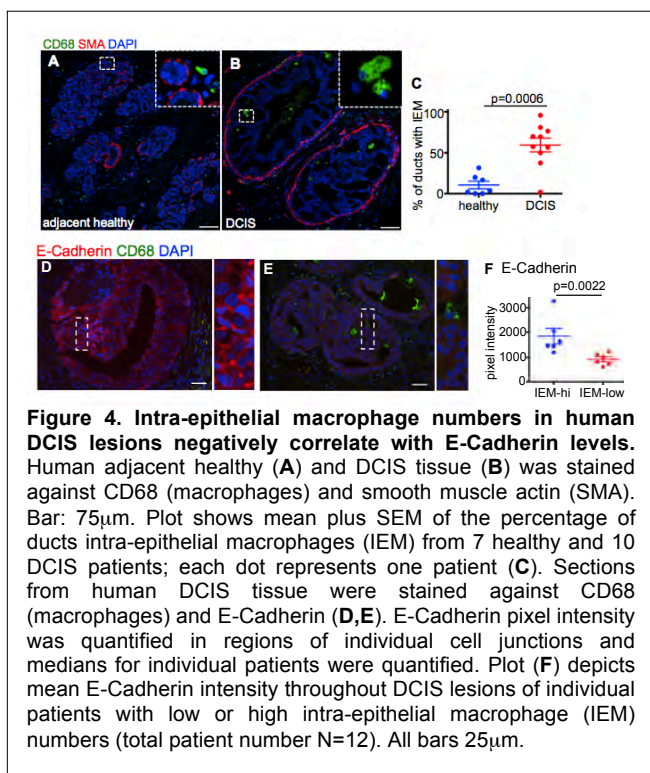 CD68 SMA DAPI
A
B
adjacent healthy
DCIS
C
p=0.0006
% of ducts with IEM
100
50
0
healthy DCIS
E-Cadherin CD68 DAPI
D
E
F E-Cadherin
p=0.0022
pixel intensity
3000
2000
1000
0
IEM-hi IEM-low
Figure 4. Intra-epithelial macrophage numbers in human
DCIS lesions negatively correlate with E-Cadherin levels.
Human adjacent healthy (A) and DCIS tissue (B) was stained
against CD68 (macrophages) and smooth muscle actin (SMA).
Bar: 75μm. Plot shows mean plus SEM of the percentage of
ducts intra-epithelial macrophages (IEM) from 7 healthy and 10
DCIS patients; each dot represents one patient (C). Sections
from human DCIS tissue were stained against CD68
(macrophages) and E-Cadherin (D,E). E-Cadherin pixel intensity
was quantified in regions of individual cell junctions and
medians for individual patients were quantified. Plot (F) depicts
mean E-Cadherin intensity throughout DCIS lesions of individual
patients with low or high intra-epithelial macrophage (IEM)
numbers (total patient number N=12). All bars 25μm.